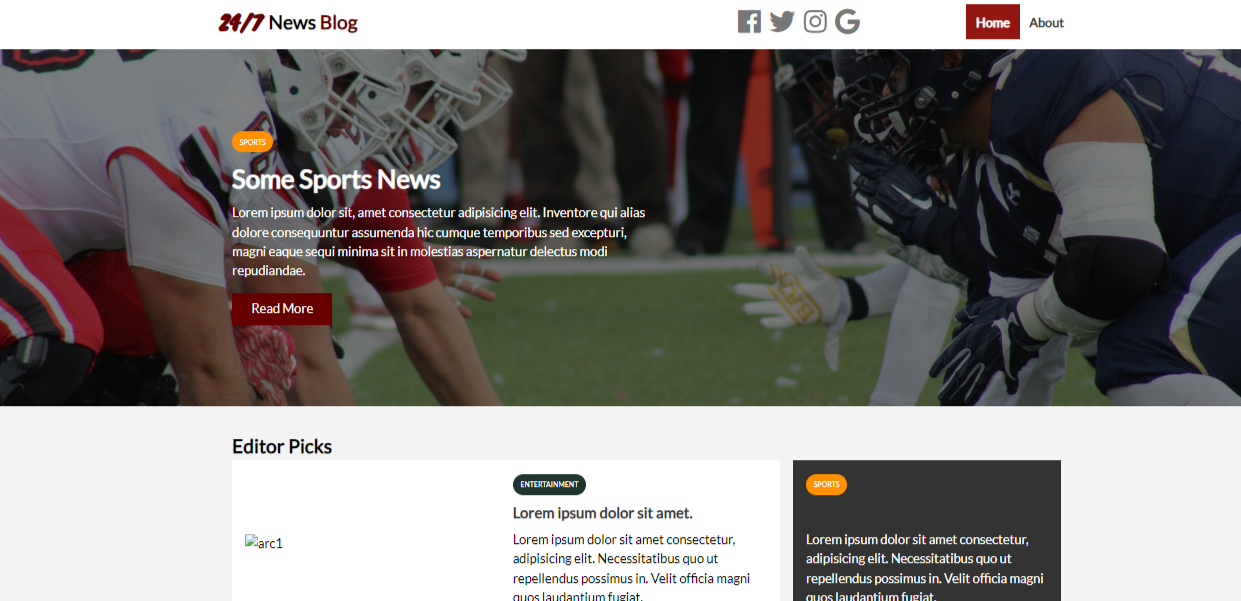 24/7 News Blog
Home
About
SPORTS
Some Sports News
Lorem ipsum dolor sit, amet consectetur adipisicing elit. Inventore qui alias
dolore consequuntur assumenda hic cumque temporibus sed excepturi,
magni eaque sequi minima sit in molestias aspernatur delectus modi
repudiandae.
Read More
Editor Picks
arc1
ENTERTAINMENT
Lorem ipsum dolor sit amet.
Lorem ipsum dolor sit amet consectetur,
adipisicing elit. Necessitatibus quo ut
repellendus possimus in. Velit officia magni
quos laudantium fugiat.
SPORTS
Lorem ipsum dolor sit amet consectetur,
adipisicing elit. Necessitatibus quo ut
repellendus possimus in. Velit officia magni
quos laudantium fugiat.